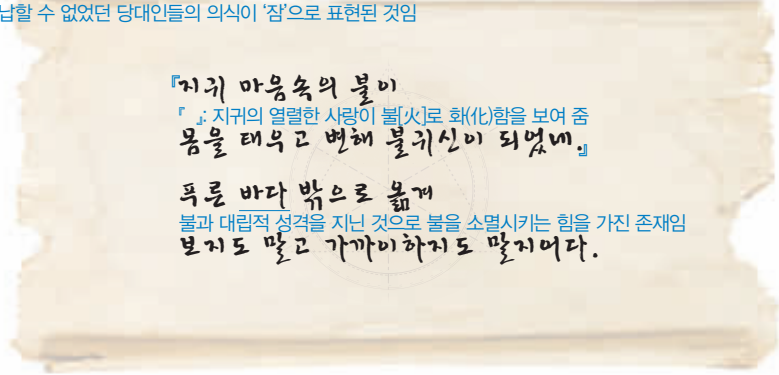 납할 수 없었던 당대인들의 의식이 ‘잠’으로 표현된 것임
『지귀 마음속의 불이
『 』: 지귀의 열렬한 사랑이 불[火]로 화(化)함을 보여 줌
몸을 태우고 변해 불귀신이 되었네.』
푸른 바다 밖으로 옮겨
불과 대립적 성격을 지닌 것으로 불을 소멸시키는 힘을 가진 존재임
보지도 말고 가까이하지도 말지어다.